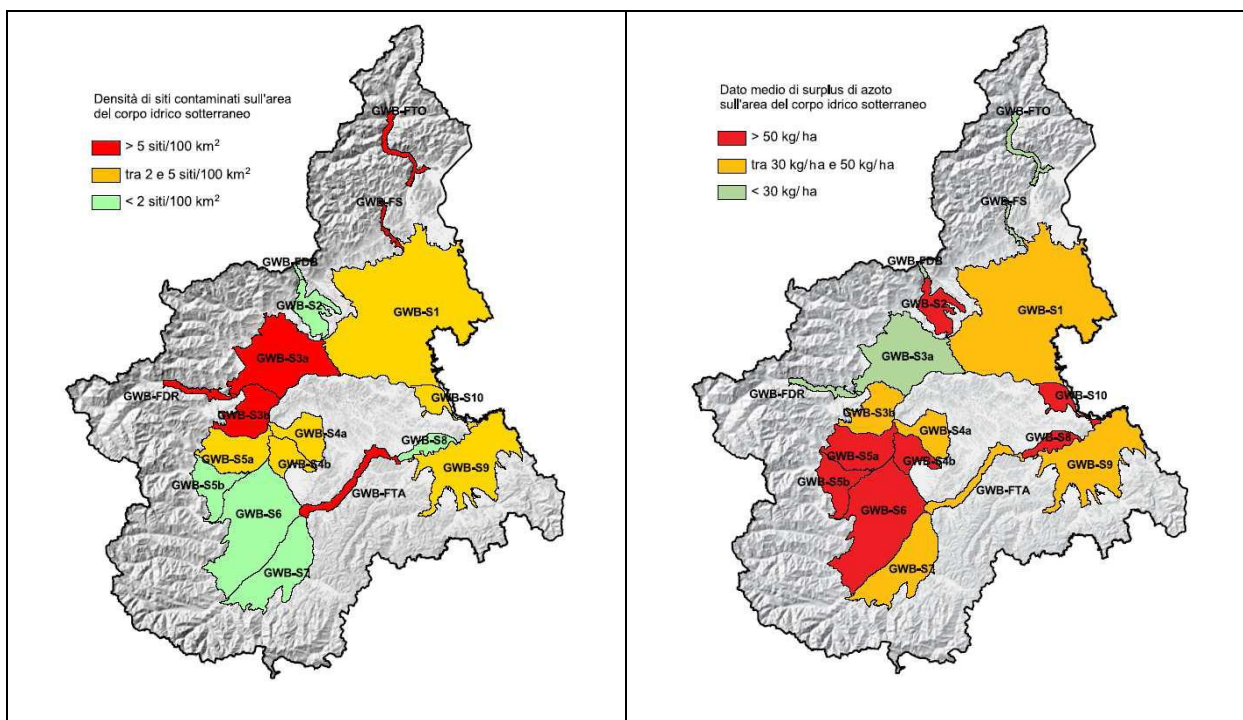 Densità di siti contaminati sull'area
del corpo idrico sotterraneo
> 5 siti/100 km²
tra 2 e 5 siti/100 km²
< 2 siti/100 km²
GWB-FTO
GWB-FS
GWB-FDB
GWB-S2
GWB-S1
GWB-S3a
GWB-FDR
GWB-S3b
GWB-S10
GWB-S4a
GWB-S8
GWB-S5a
GWB-S4b
GWB-S9
GWB-S5b
GWB-FTA
GWB-S6
GWB-S7
Dato medio di surplus di azoto
sull'area del corpo idrico sotterraneo
> 50 kg/ha
tra 30 kg/ha e 50 kg/ha
< 30 kg/ha
GWB-FTO
GWB-FS
GWB-FDB
GWB-S2
GWB-S1
GWB-S3a
GWB-FDR
GWB-S3b
GWB-S10
GWB-S4a
GWB-S8
GWB-S5a
GWB-S4b
GWB-S9
GWB-S5b
GWB-FTA
GWB-S6
GWB-S7